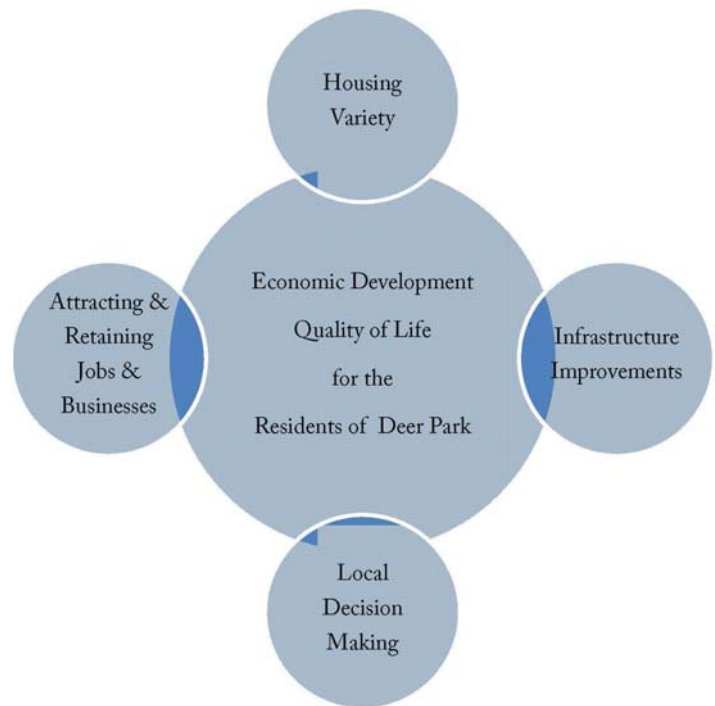 Housing
Variety
Economic Development
Quality of Life
for the
Residents of Deer Park
Attracting &
Retaining
Jobs &
Businesses
Infrastructure
Improvements
Local
Decision
Making